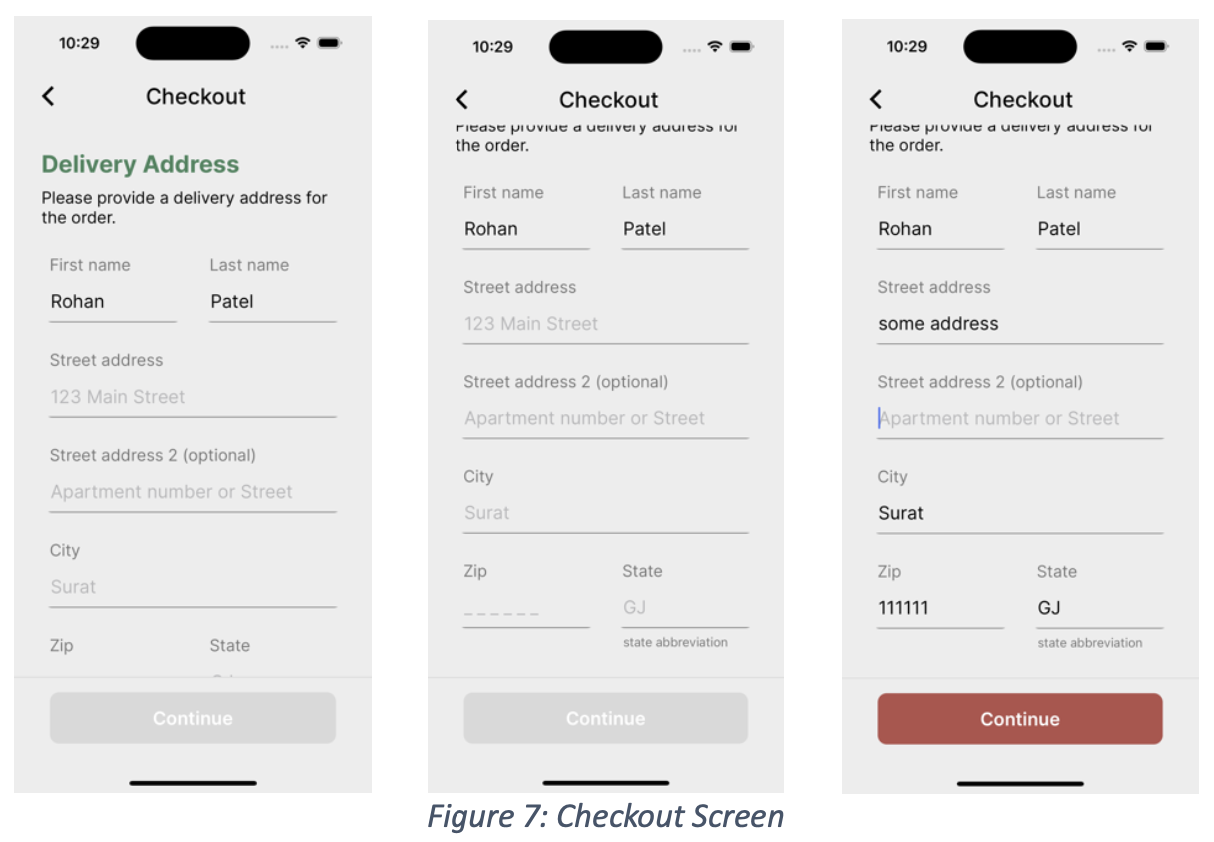 10:29
Checkout
Delivery Address
Please provide a delivery address for
the order.
First name Last name
Rohan Patel
Street address
123 Main Street
Street address 2 (optional)
Apartment number or Street
City
Surat
Zip State
Continue
10:29
Checkout
Please provide a delivery address for
the order.
First name Last name
Rohan Patel
Street address
123 Main Street
Street address 2 (optional)
Apartment number or Street
City
Surat
Zip State
_ _ _ _ _ _ GJ
state abbreviation
Continue
10:29
Checkout
Please provide a delivery address for
the order.
First name Last name
Rohan Patel
Street address
some address
Street address 2 (optional)
Apartment number or Street
City
Surat
Zip State
111111 GJ
state abbreviation
Continue
Figure 7: Checkout Screen